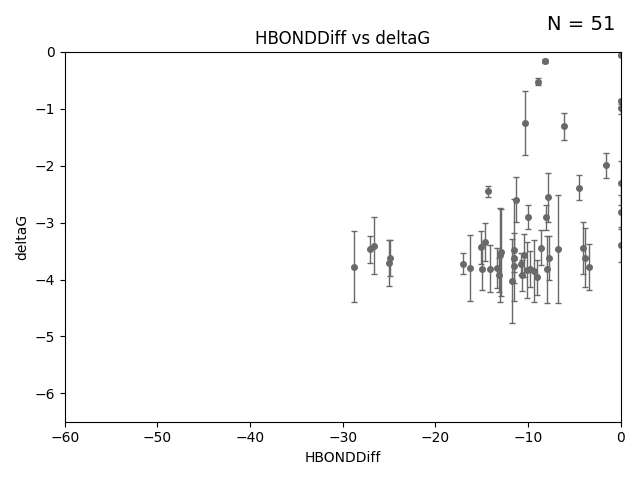 N = 51
HBONDDiff vs deltaG
0
−1
−2
−3
−4
−5
−6
deltaG
−60 −50 −40 −30 −20 −10 0
HBONDDiff